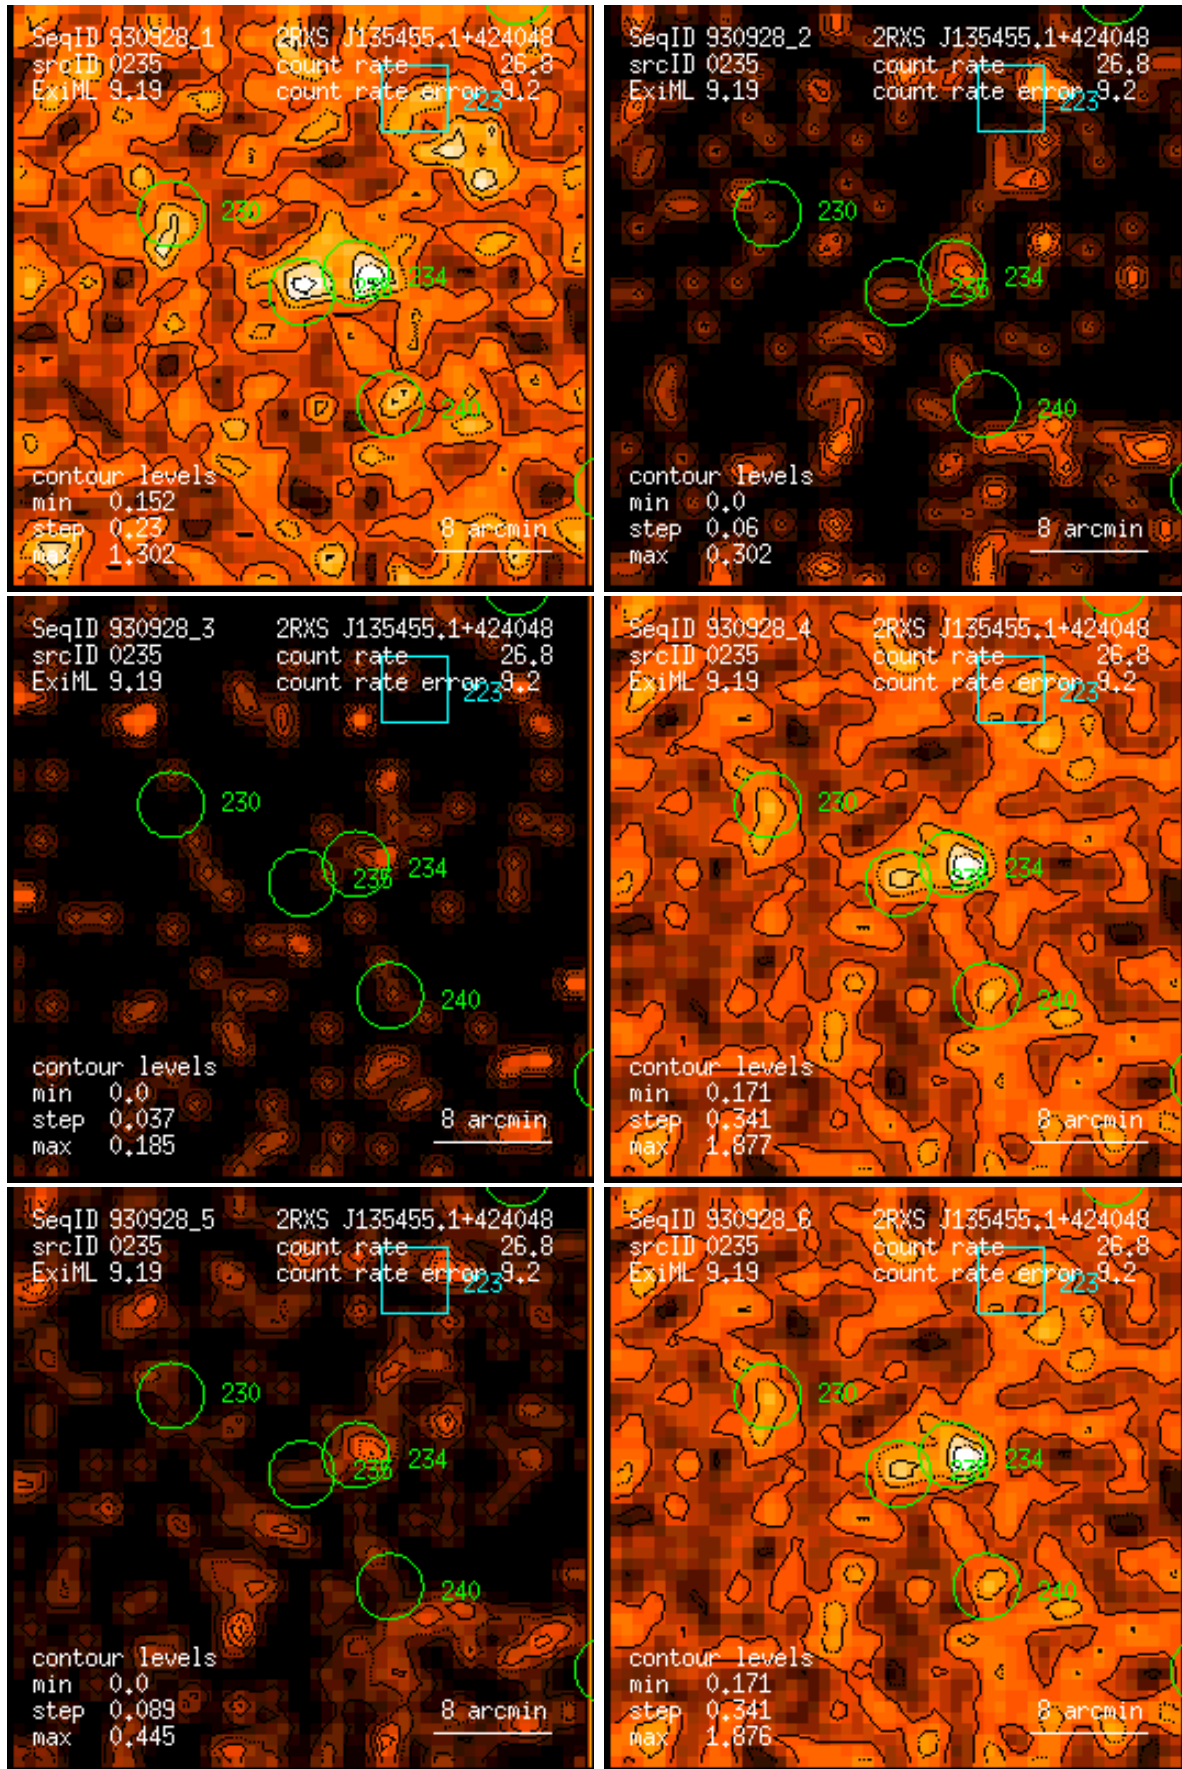 SeqID 930928_1 2RXS J135455.1+424048
srcID 0235 count rate 26.8
ExiML 9.19 count rate error 9.2
223
230
234
235
240
contour levels
min 0.152
step 0.23 8 arcmin
max 1.302
SeqID 930928_2 2RXS J135455.1+424048
srcID 0235 count rate 26.8
ExiML 9.19 count rate error 9.2
223
230
234
235
240
contour levels
min 0.0
step 0.06 8 arcmin
max 0.302
SeqID 930928_3 2RXS J135455.1+424048
srcID 0235 count rate 26.8
ExiML 9.19 count rate error 9.2
223
230
234
235
240
contour levels
min 0.0
step 0.037 8 arcmin
max 0.185
SeqID 930928_4 2RXS J135455.1+424048
srcID 0235 count rate 26.8
ExiML 9.19 count rate error 9.2
223
230
234
235
240
contour levels
min 0.171
step 0.341 8 arcmin
max 1.877
SeqID 930928_5 2RXS J135455.1+424048
srcID 0235 count rate 26.8
ExiML 9.19 count rate error 9.2
223
230
234
235
240
contour levels
min 0.0
step 0.089 8 arcmin
max 0.445
SeqID 930928_6 2RXS J135455.1+424048
srcID 0235 count rate 26.8
ExiML 9.19 count rate error 9.2
223
230
234
235
240
contour levels
min 0.171
step 0.341 8 arcmin
max 1.876